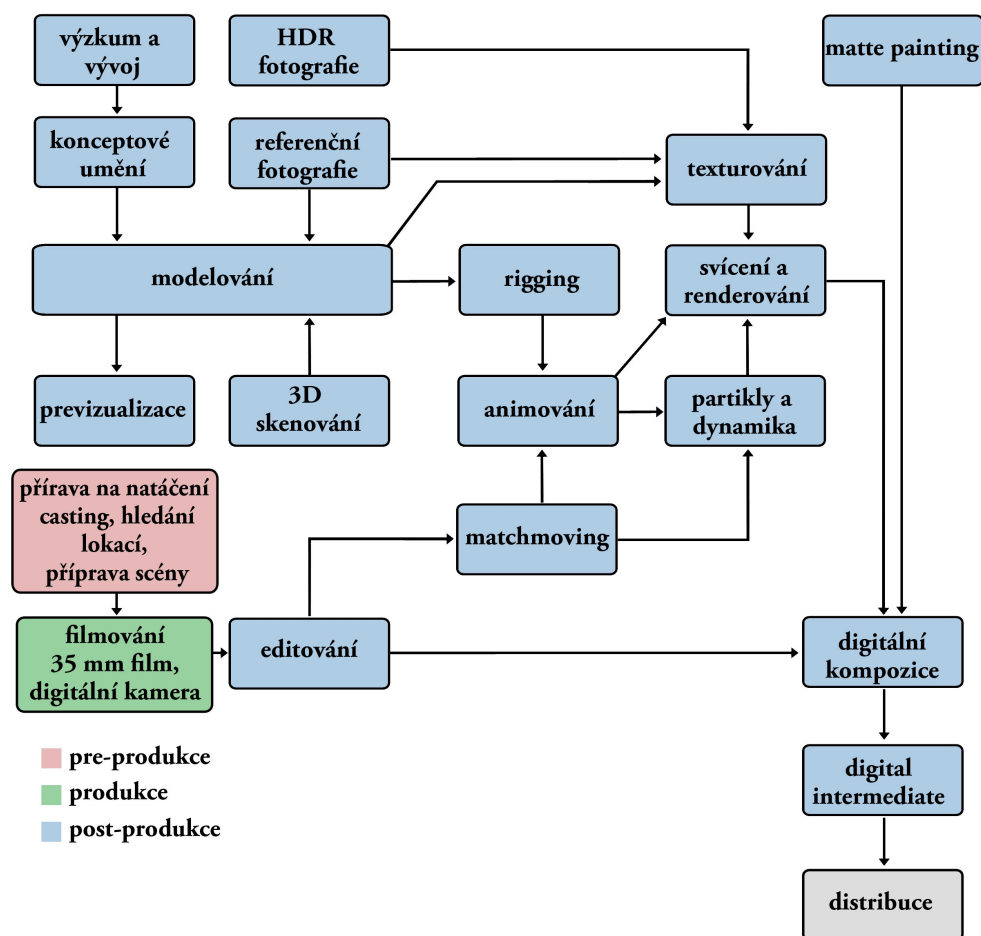 výzkum a
vývoj
HDR
fotografie
matte painting
konceptové
umění
referenční
fotografie
texturování
modelování
rigging
svícení a
renderování
previzualizace
3D
skenování
animování
partikly a
dynamika
přírava na natáčení
casting, hledání
lokací,
příprava scény
matchmoving
filmování
35 mm film,
digitální kamera
editování
digitální
kompozice
pre-produkce
produkce
post-produkce
digital
intermediate
distribuce